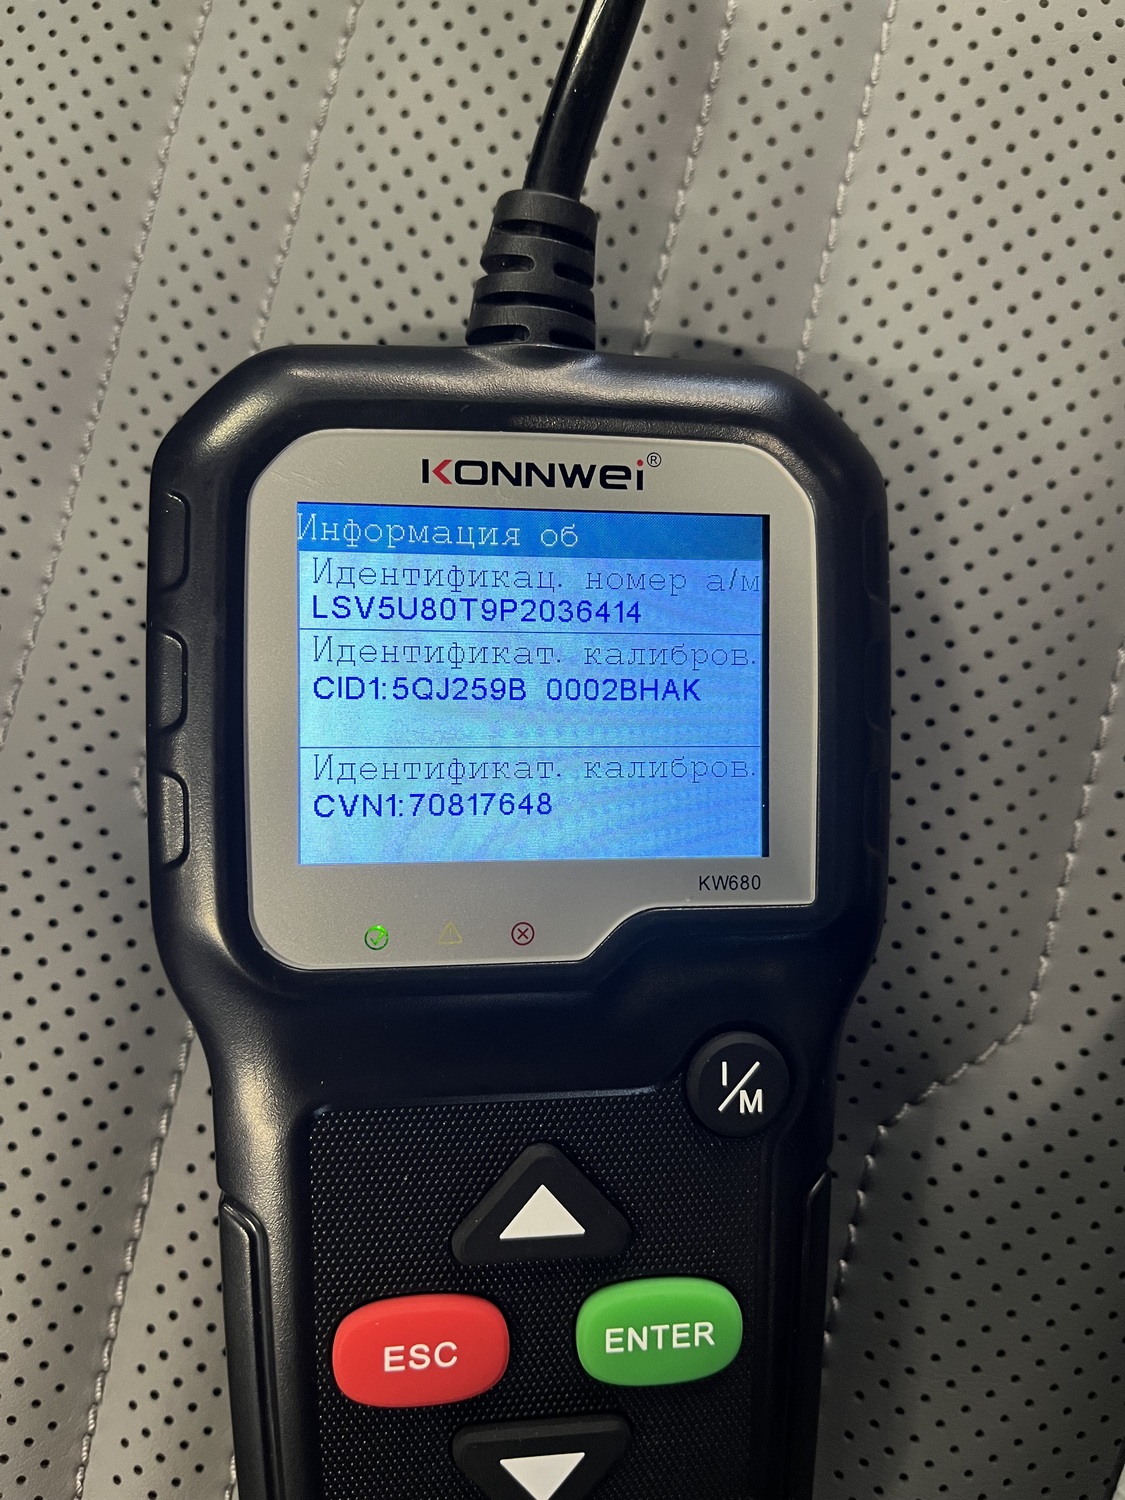 KONNWEI®
Информация об
Идентификац. номер а/м
LSV5U80T9P2036414
Идентификат. калибров.
CID1:5QJ259B 0002BHAK
Идентификат. калибров.
CVN1:70817648
KW680
I/M
ESC
ENTER